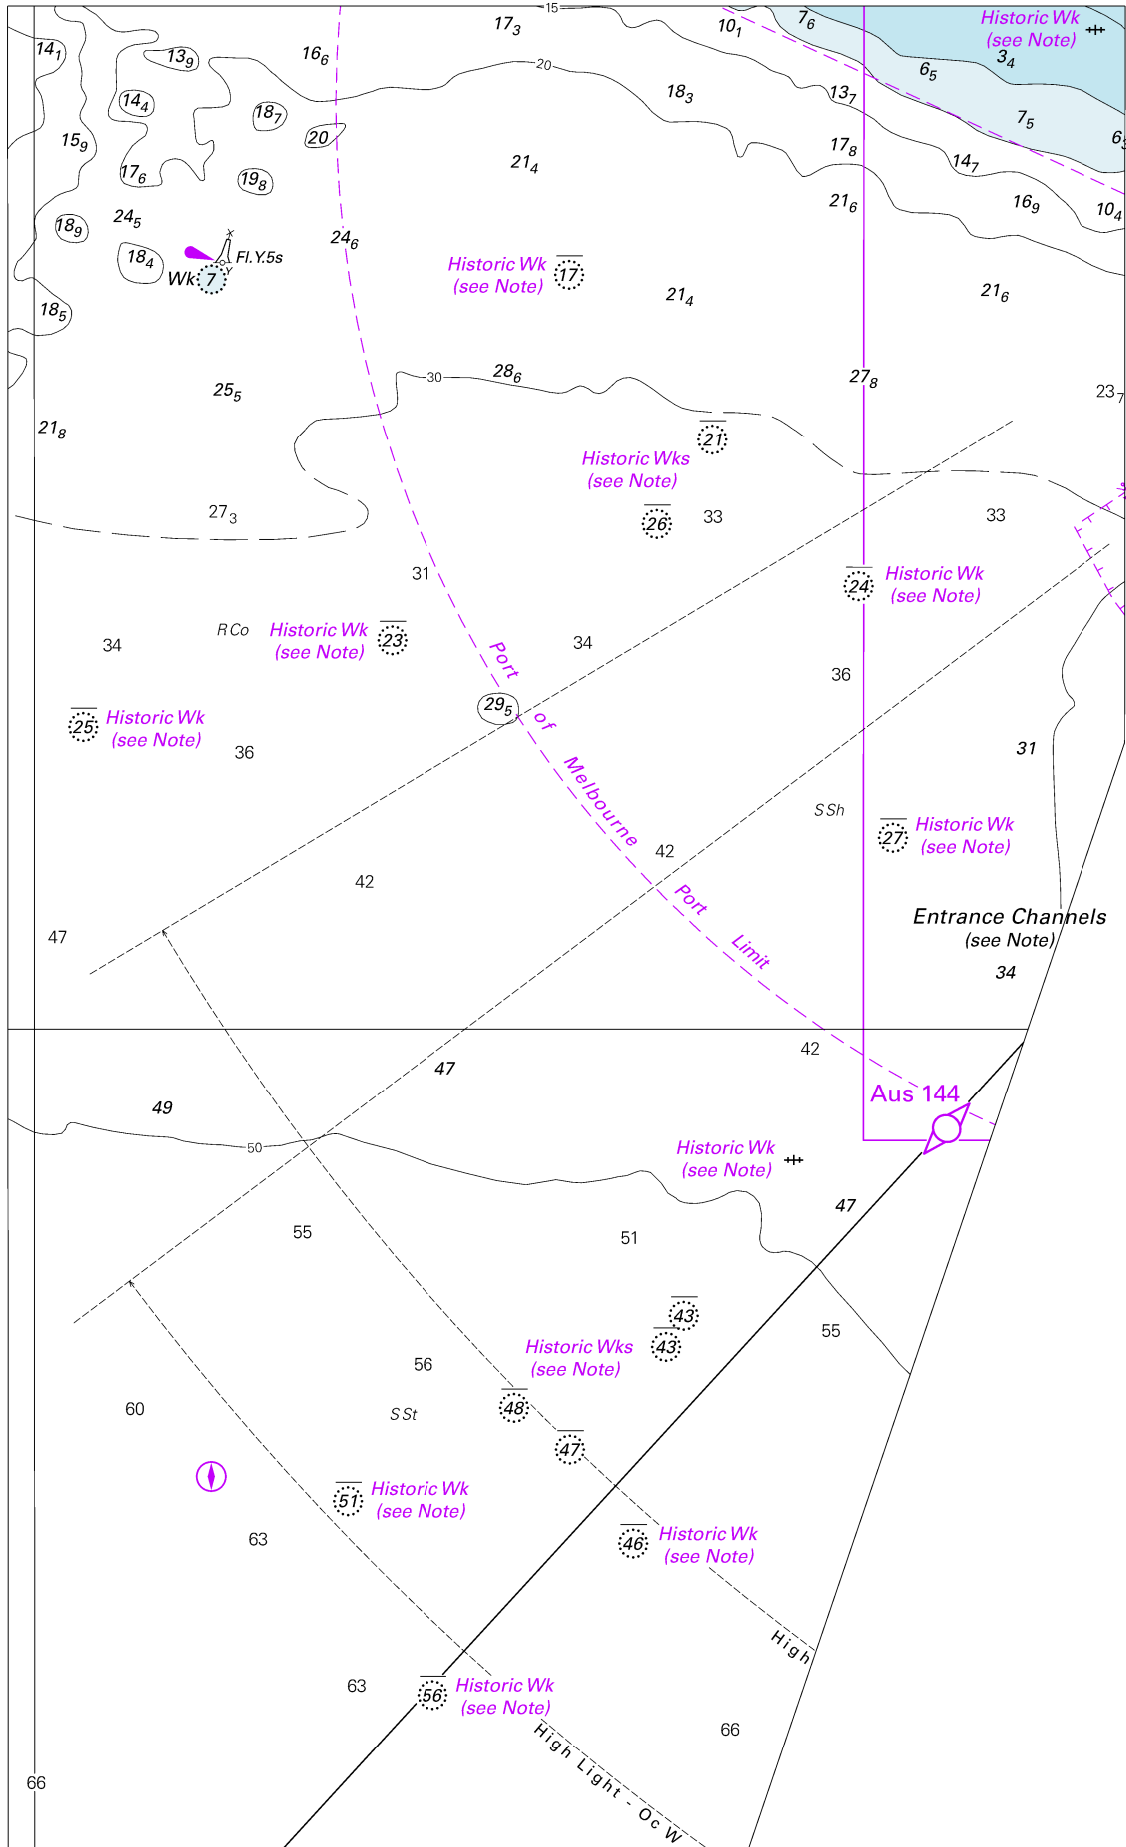 15
17₃
10₁
7₆
Historic Wk
(see Note)
14₁
13₉
16₆
20
3₄
6₅
14₄
18₇
18₃
13₇
7₅
15₉
20
17₈
17₆
19₈
21₄
14₇
21₆
16₉
10₄
18₉
24₅
24₆
18₄
Fl.Y.5s
Y
Wk 7
Historic Wk 17
(see Note)
21₄
21₆
18₅
30
28₆
27₈
25₅
23₇
21₈
21
Historic Wks
(see Note)
27₃
26
33
33
31
24 Historic Wk
(see Note)
R Co
Historic Wk 23
(see Note)
34
34
36
25 Historic Wk
(see Note)
29₅
36
31
Port of Melbourne Port Limit
S Sh
27 Historic Wk
(see Note)
42
42
47
Entrance Channels
(see Note)
34
42
47
49
Aus 144
50
Historic Wk
(see Note)
47
55
51
43
43
Historic Wks
(see Note)
55
56
60
S St
48
47
51 Historic Wk
(see Note)
63
46 Historic Wk
(see Note)
High
63
56 Historic Wk
(see Note)
66
High Light - Oc W
66